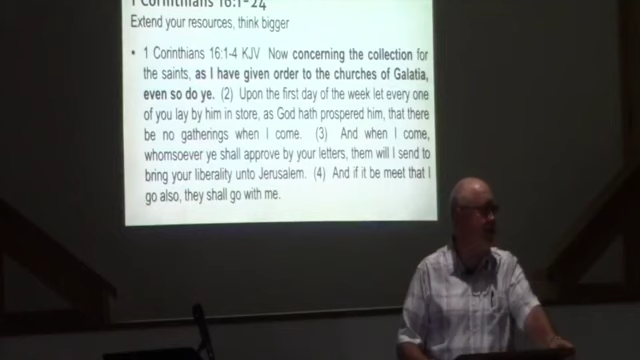 1 Corinthians 16:1-24
Extend your resources, think bigger
• 1 Corinthians 16:1-4 KJV Now concerning the collection for
the saints, as I have given order to the churches of Galatia,
even so do ye. (2) Upon the first day of the week let every one
of you lay by him in store, as God hath prospered him, that there
be no gatherings when I come. (3) And when I come,
whomsoever ye shall approve by your letters, them will I send to
bring your liberality unto Jerusalem. (4) And if it be meet that I
go also, they shall go with me.